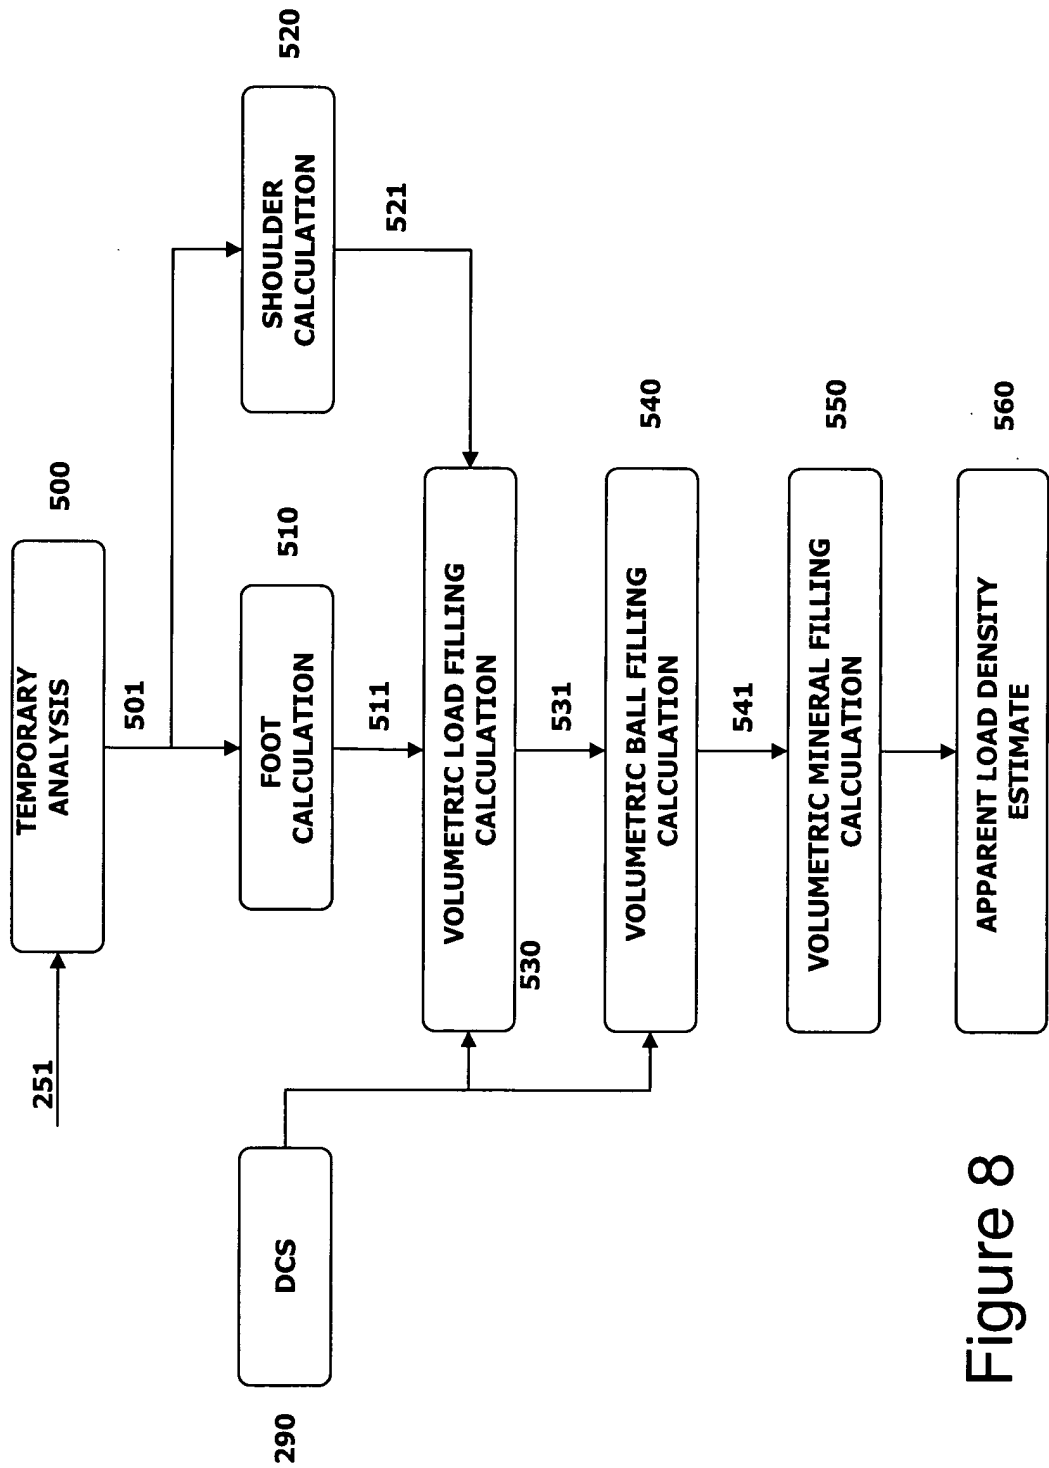 251
TEMPORARY
ANALYSIS
500
501
FOOT
CALCULATION
510
SHOULDER
CALCULATION
520
511
521
DCS
290
VOLUMETRIC LOAD FILLING
CALCULATION
530
531
VOLUMETRIC BALL FILLING
CALCULATION
540
541
VOLUMETRIC MINERAL FILLING
CALCULATION
550
APPARENT LOAD DENSITY
ESTIMATE
560
Figure 8